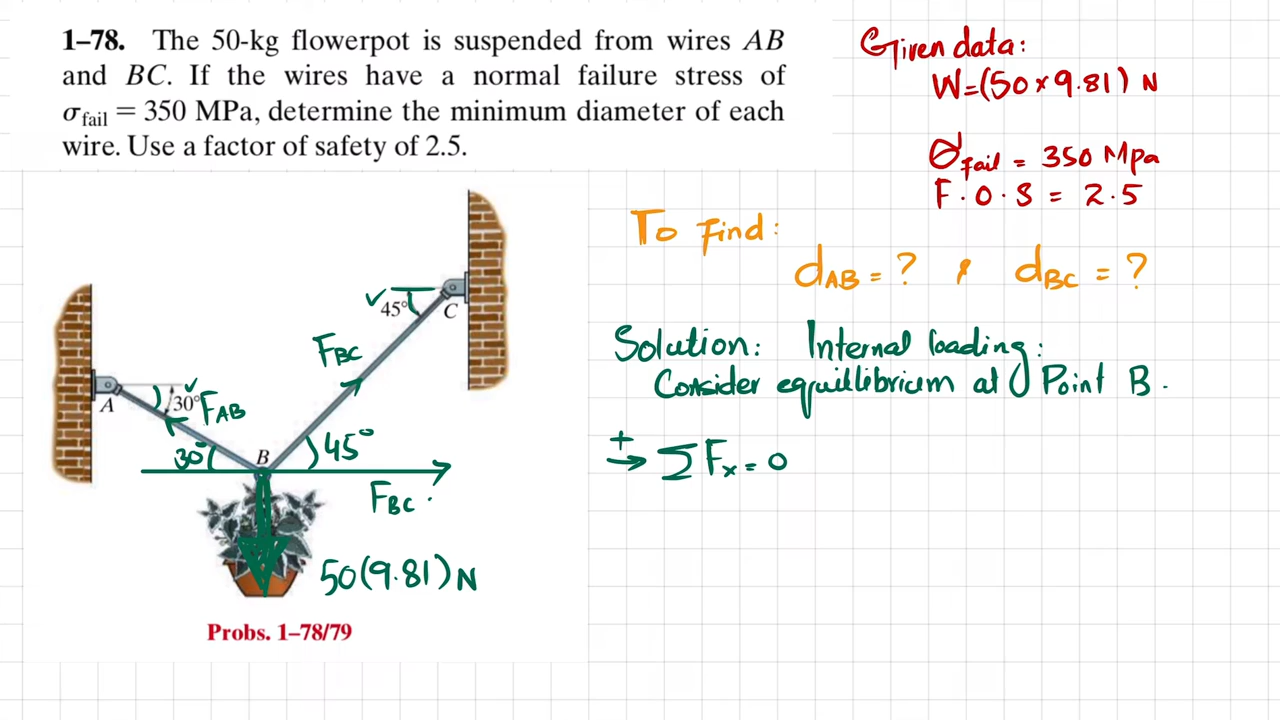 1–78. The 50-kg flowerpot is suspended from wires AB
and BC. If the wires have a normal failure stress of
σfail = 350 MPa, determine the minimum diameter of each
wire. Use a factor of safety of 2.5.
Given data:
W=(50×9.81) N
σfail = 350 Mpa
F.O.S = 2.5
To Find:
dAB = ? & dBC = ?
Solution: Internal loading:
Consider equillibrium at Point B.
+→ ΣFx = 0
45°
C
FBC
A
30°
FAB
30°
B
45°
FBC.
50(9.81) N
Probs. 1–78/79